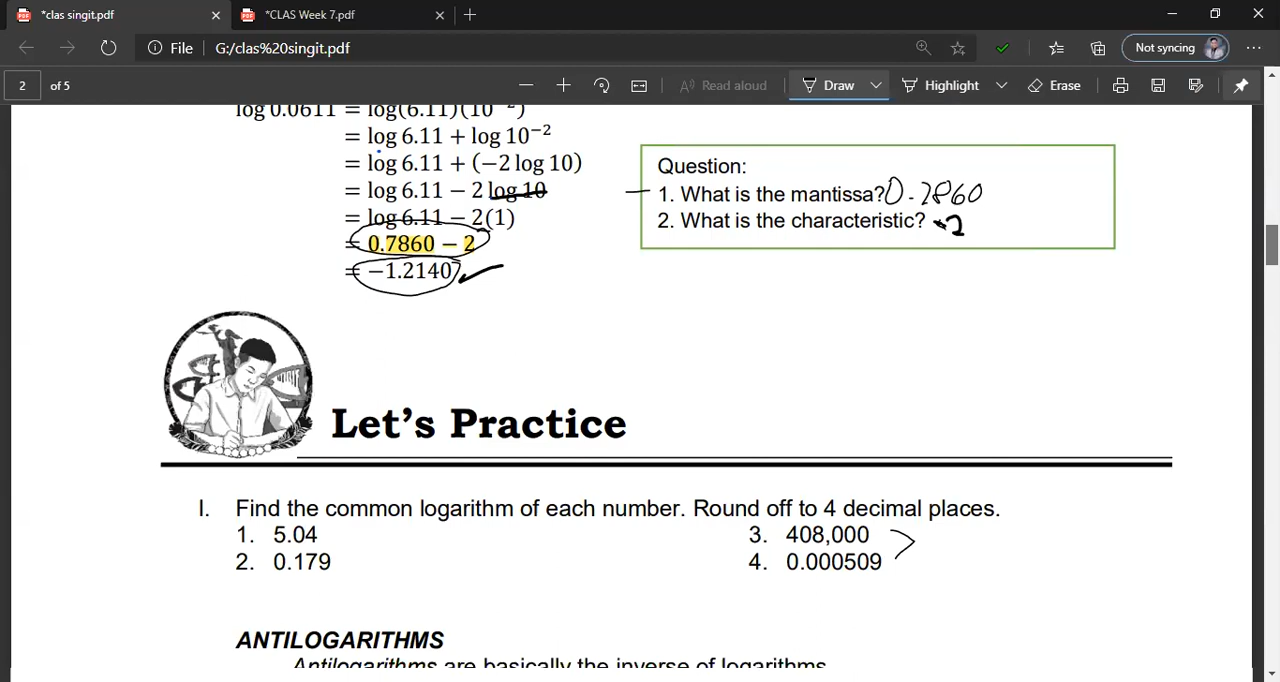 *clas singit.pdf
*CLAS Week 7.pdf
File G:/clas%20singit.pdf Not syncing
2 of 5 Read aloud Draw Highlight Erase
log 0.0611 = log(6.11)(10⁻²)
= log 6.11 + log 10⁻²
= log 6.11 + (−2 log 10)
= log 6.11 − 2 log 10
= log 6.11 − 2(1)
= 0.7860 − 2
= −1.2140
Question:
1. What is the mantissa? 0.7860
2. What is the characteristic? -2
Let's Practice
I. Find the common logarithm of each number. Round off to 4 decimal places.
1. 5.04
2. 0.179
3. 408,000
4. 0.000509
ANTILOGARITHMS
Antilogarithms are basically the inverse of logarithms